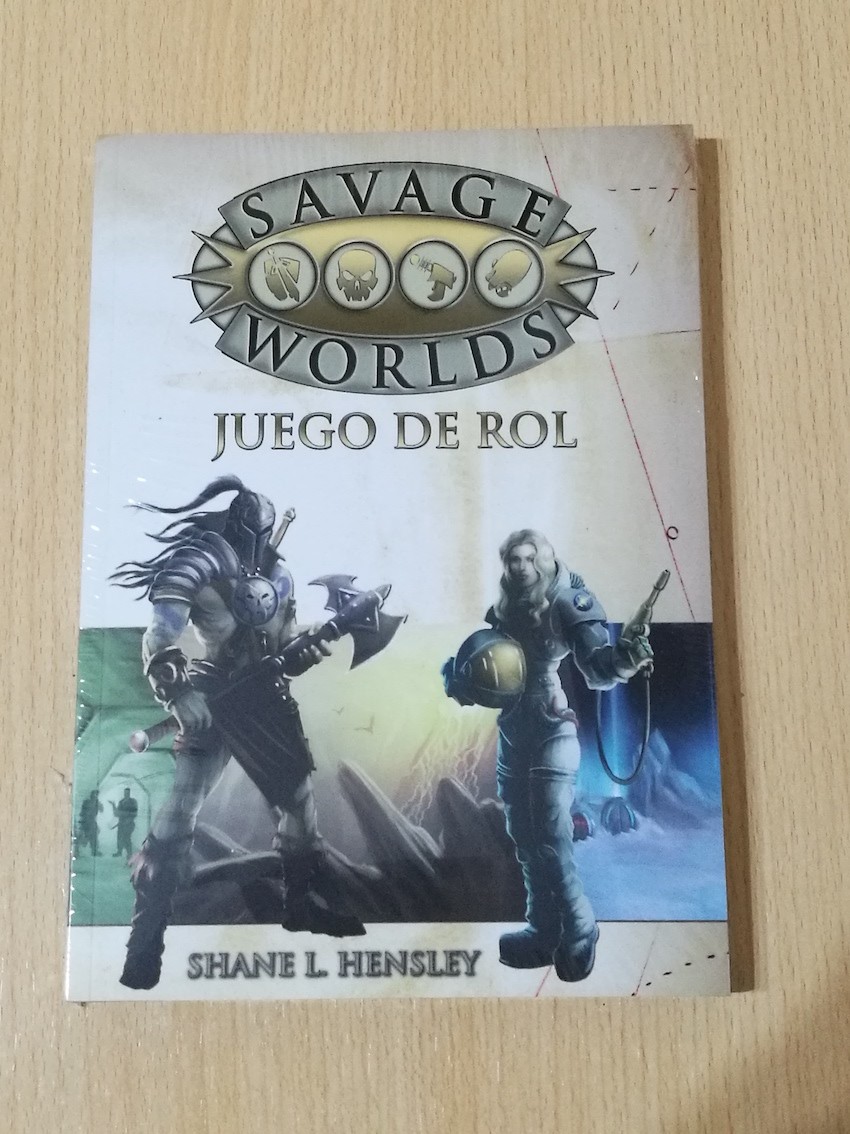 SAVAGE
WORLDS
JUEGO DE ROL
SHANE L. HENSLEY